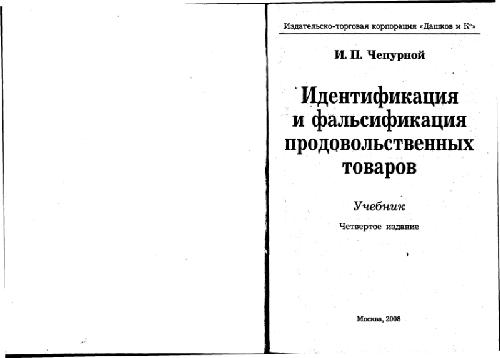 Издательско-торговая корпорация «Дашков и К°»
И. П. Чепурной
Идентификация
и фальсификация
продовольственных
товаров
Учебник
Четвертое издание
Москва, 2008